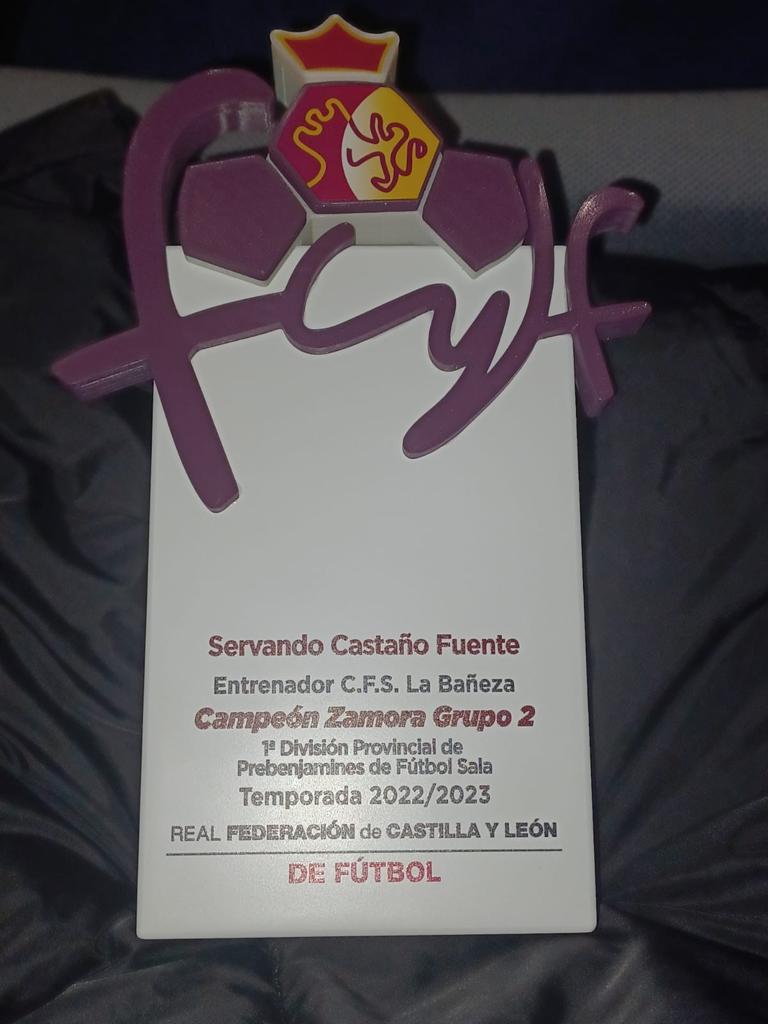 fcylf
Servando Castaño Fuente
Entrenador C.F.S. La Bañeza
Campeón Zamora Grupo 2
1ª División Provincial de
Prebenjamines de Fútbol Sala
Temporada 2022/2023
REAL FEDERACIÓN de CASTILLA Y LEÓN
DE FÚTBOL